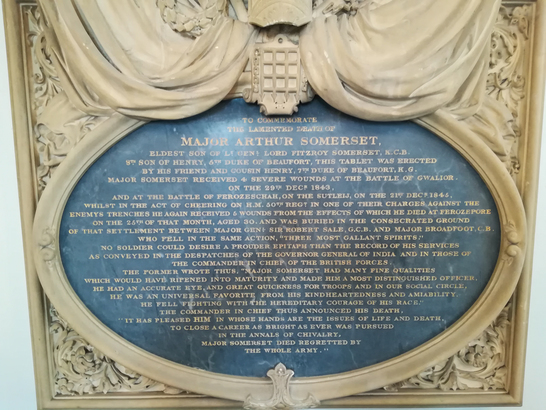 TO COMMEMORATE
THE LAMENTED DEATH OF
MAJOR ARTHUR SOMERSET,
ELDEST SON OF LIEUT: GENL: LORD FITZROY SOMERSET, K.C.B.
8TH SON OF HENRY, 5TH DUKE OF BEAUFORT, THIS TABLET WAS ERECTED
BY HIS FRIEND AND COUSIN HENRY, 7TH DUKE OF BEAUFORT, K.G.
MAJOR SOMERSET RECEIVED 4 SEVERE WOUNDS AT THE BATTLE OF GWALIOR.
ON THE 29TH DECR 1843,
AND AT THE BATTLE OF FEROZESHAH, ON THE SUTLEJ, ON THE 21ST DECR 1845,
WHILST IN THE ACT OF CHEERING ON H.M. 50TH REGT IN ONE OF THEIR CHARGES AGAINST THE
ENEMYS TRENCHES HE AGAIN RECEIVED 2 WOUNDS FROM THE EFFECTS OF WHICH HE DIED AT FEROZEPORE
ON THE 25TH OF THAT MONTH, AGED 30, AND WAS BURIED IN THE CONSECRATED GROUND
OF THAT SETTLEMENT BETWEEN MAJOR GENL SIR ROBERT SALE, G.C.B. AND MAJOR BROADFOOT, C.B.
WHO FELL IN THE SAME ACTION, "THREE MOST GALLANT SPIRITS."
NO SOLDIER COULD DESIRE A PROUDER EPITAPH THAN THE RECORD OF HIS SERVICES
AS CONVEYED IN THE DESPATCHES OF THE GOVERNOR GENERAL OF INDIA AND IN THOSE OF
THE COMMANDER IN CHIEF OF THE BRITISH FORCES.
THE FORMER WROTE THUS, "MAJOR SOMERSET HAD MANY FINE QUALITIES
WHICH WOULD HAVE RIPENED INTO MATURITY AND MADE HIM A MOST DISTINGUISHED OFFICER.
HE HAD AN ACCURATE EYE, AND GREAT QUICKNESS FOR TROOPS AND IN OUR SOCIAL CIRCLE,
HE WAS AN UNIVERSAL FAVORITE FROM HIS KINDHEARTEDNESS AND AMIABILITY.
HE FELL FIGHTING WITH THE HEREDITARY COURAGE OF HIS RACE."
THE COMMANDER IN CHIEF THUS ANNOUNCED HIS DEATH.
"IT HAS PLEASED HIM IN WHOSE HANDS ARE THE ISSUES OF LIFE AND DEATH,
TO CLOSE A CAREER AS BRIGHT AS EVER WAS PURSUED
IN THE ANNALS OF CHIVALRY,
MAJOR SOMERSET DIED REGRETTED BY
THE WHOLE ARMY."